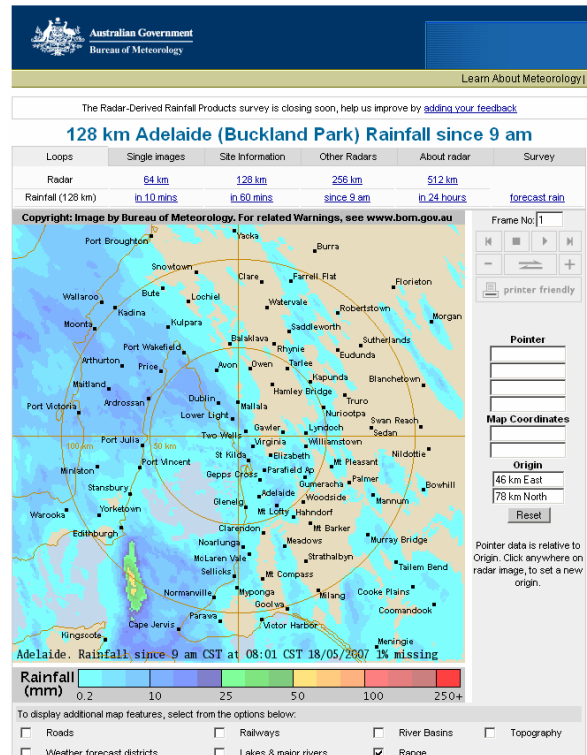 Australian Government
Bureau of Meteorology
Learn About Meteorology|
The Radar-Derived Rainfall Products survey is closing soon, help us improve by adding your feedback
128 km Adelaide (Buckland Park) Rainfall since 9 am
Loops Single images Site Information Other Radars About radar Survey
Radar 64 km 128 km 256 km 512 km
Rainfall (128 km) in 10 mins in 60 mins since 9 am in 24 hours forecast rain
Copyright: Image by Bureau of Meteorology. For related Warnings, see www.bom.gov.au
Frame No: 1
printer friendly
Yacka
Port Broughton
Burra
Snowtown
Clare Farrell Flat
Florieton
Bute
Lochiel
Wallaroo
Kadina
Watervale
Robertstown
Morgan
Moonta
Kulpara
Saddleworth
Balaklava
Sutherlands
Port Wakefield
Rhynie
Eudunda
Arthurton
Price
Avon
Owen
Tarlee
Maitland
Kapunda
Blanchetown
Hamley Bridge
Truro
Ardrossan
Dublin
Mallala
Port Victoria
Lower Light
Nuriootpa
Swan Reach
Two Wells
Gawler
Lyndoch
Sedan
100 km
50 km
Port Julia
Virginia
Williamstown
Nildottie
St Kilda
Elizabeth
Minlaton
Port Vincent
Mt Pleasant
Gepps Cross
Parafield Ap
Gumeracha
Palmer
Bowhill
Stansbury
Adelaide
Woodside
Mannum
Warooka
Yorketown
Glenelg
Mt Lofty
Hahndorf
Edithburgh
Clarendon
Mt Barker
Noarlunga
Meadows
Murray Bridge
McLaren Vale
Strathalbyn
Tailem Bend
Sellicks
Mt Compass
Normanville
Myponga
Milang
Cooke Plains
Goolwa
Coomandook
Parawa
Cape Jervis
Victor Harbor
Kingscote
Meningie
Adelaide. Rainfall since 9 am CST at 08:01 CST 18/05/2007 1% missing
Pointer
Map Coordinates
Origin
46 km East
78 km North
Reset
Pointer data is relative to
Origin. Click anywhere on
radar image, to set a new
origin.
Rainfall
(mm)
0.2 10 25 50 100 250+
To display additional map features, select from the options below:
Roads Railways River Basins Topography
Weather forecast districts Lakes & major rivers Range